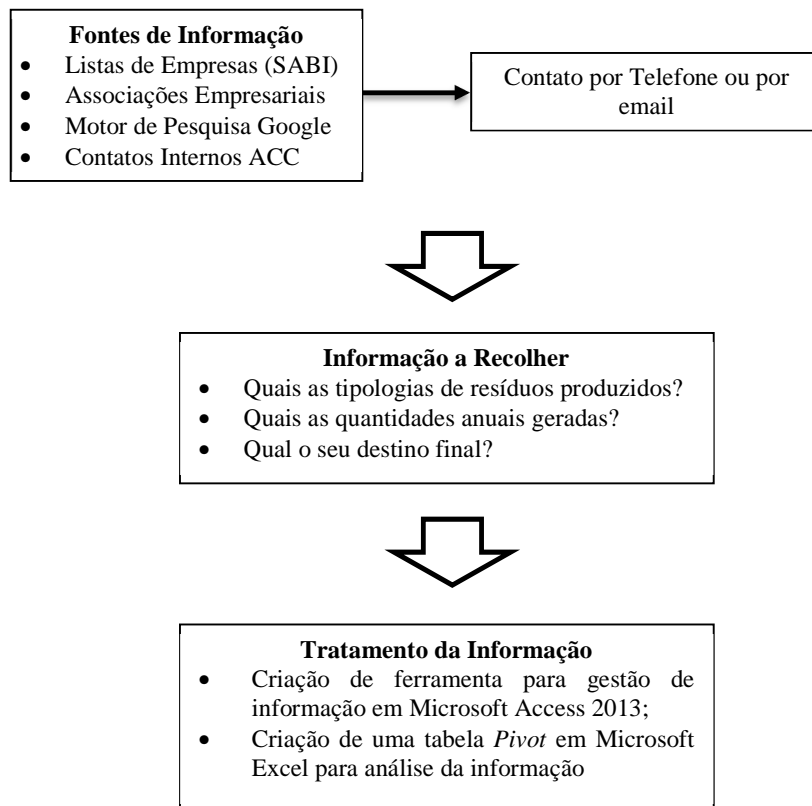 Fontes de Informação
• Listas de Empresas (SABI)
• Associações Empresariais
• Motor de Pesquisa Google
• Contatos Internos ACC
Contato por Telefone ou por
email
Informação a Recolher
• Quais as tipologias de resíduos produzidos?
• Quais as quantidades anuais geradas?
• Qual o seu destino final?
Tratamento da Informação
• Criação de ferramenta para gestão de
informação em Microsoft Access 2013;
• Criação de uma tabela Pivot em Microsoft
Excel para análise da informação